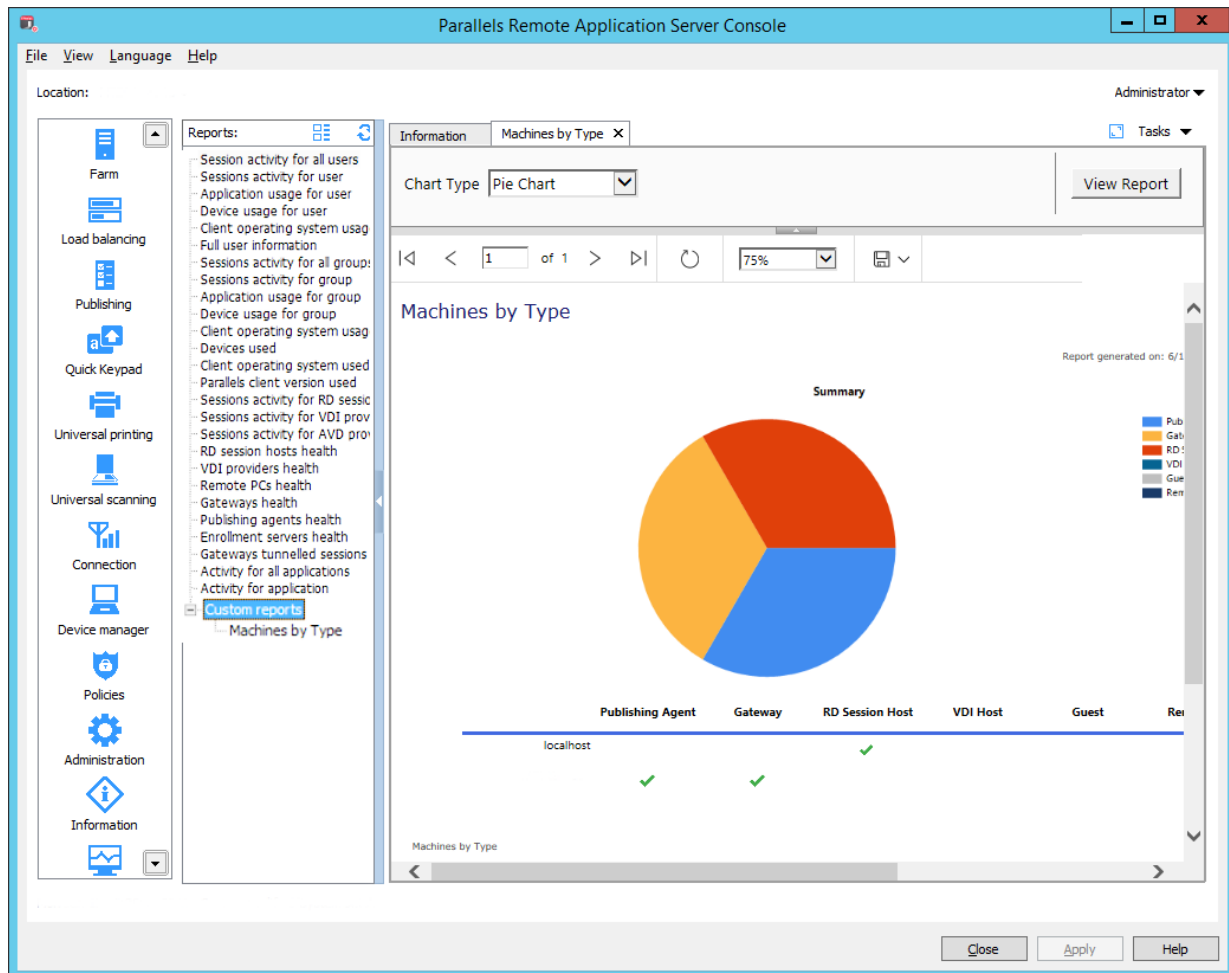 Parallels Remote Application Server Console
File View Language Help
Location:
Administrator
Farm
Load balancing
Publishing
a
Quick Keypad
Universal printing
Universal scanning
Connection
Device manager
Policies
Administration
Information
Reports:
Session activity for all users
Sessions activity for user
Application usage for user
Device usage for user
Client operating system usag
Full user information
Sessions activity for all groups
Sessions activity for group
Application usage for group
Device usage for group
Client operating system usag
Devices used
Client operating system used
Parallels client version used
Sessions activity for RD sessic
Sessions activity for VDI prov
Sessions activity for AVD prov
RD session hosts health
VDI providers health
Remote PCs health
Gateways health
Publishing agents health
Enrollment servers health
Gateways tunnelled sessions
Activity for all applications
Activity for application
Custom reports
Machines by Type
Information Machines by Type X
Tasks
Chart Type Pie Chart
View Report
1 of 1 75%
Machines by Type
Report generated on: 6/1
Summary
Pub
Gat
RD S
VDI
Gue
Rem
Publishing Agent Gateway RD Session Host VDI Host Guest Rei
localhost
Machines by Type
Close Apply Help